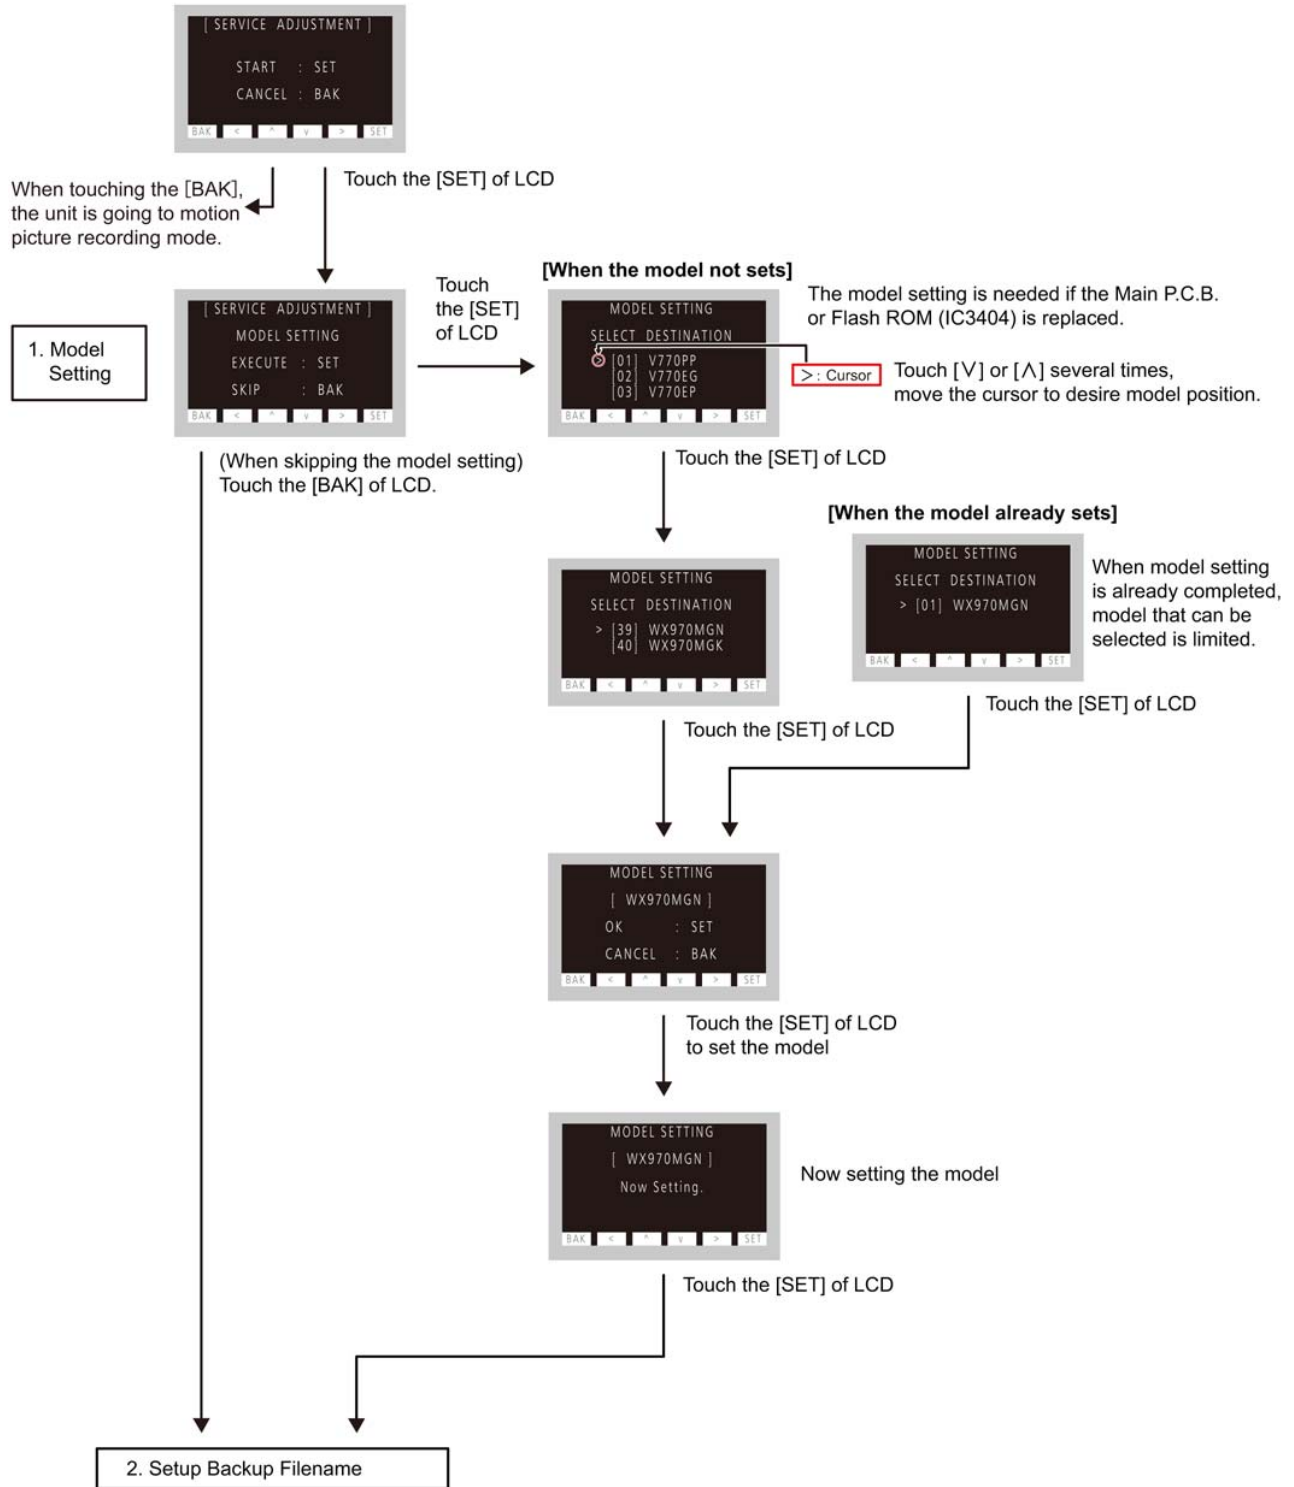 [ SERVICE ADJUSTMENT ]
START : SET
CANCEL : BAK
BAK < ^ v > SET
When touching the [BAK],
the unit is going to motion
picture recording mode.
Touch the [SET] of LCD
1. Model
Setting
[ SERVICE ADJUSTMENT ]
MODEL SETTING
EXECUTE : SET
SKIP : BAK
BAK < ^ v > SET
Touch
the [SET]
of LCD
[When the model not sets]
MODEL SETTING
SELECT DESTINATION
> [01] V770PP
[02] V770EG
[03] V770EP
BAK < ^ v > SET
The model setting is needed if the Main P.C.B.
or Flash ROM (IC3404) is replaced.
>: Cursor
Touch [∨] or [∧] several times,
move the cursor to desire model position.
(When skipping the model setting)
Touch the [BAK] of LCD.
Touch the [SET] of LCD
[When the model already sets]
MODEL SETTING
SELECT DESTINATION
> [39] WX970MGN
[40] WX970MGK
BAK < ^ v > SET
MODEL SETTING
SELECT DESTINATION
> [01] WX970MGN
BAK < ^ v > SET
When model setting
is already completed,
model that can be
selected is limited.
Touch the [SET] of LCD
Touch the [SET] of LCD
MODEL SETTING
[ WX970MGN ]
OK : SET
CANCEL : BAK
BAK < ^ v > SET
Touch the [SET] of LCD
to set the model
MODEL SETTING
[ WX970MGN ]
Now Setting.
BAK < ^ v > SET
Now setting the model
Touch the [SET] of LCD
2. Setup Backup Filename